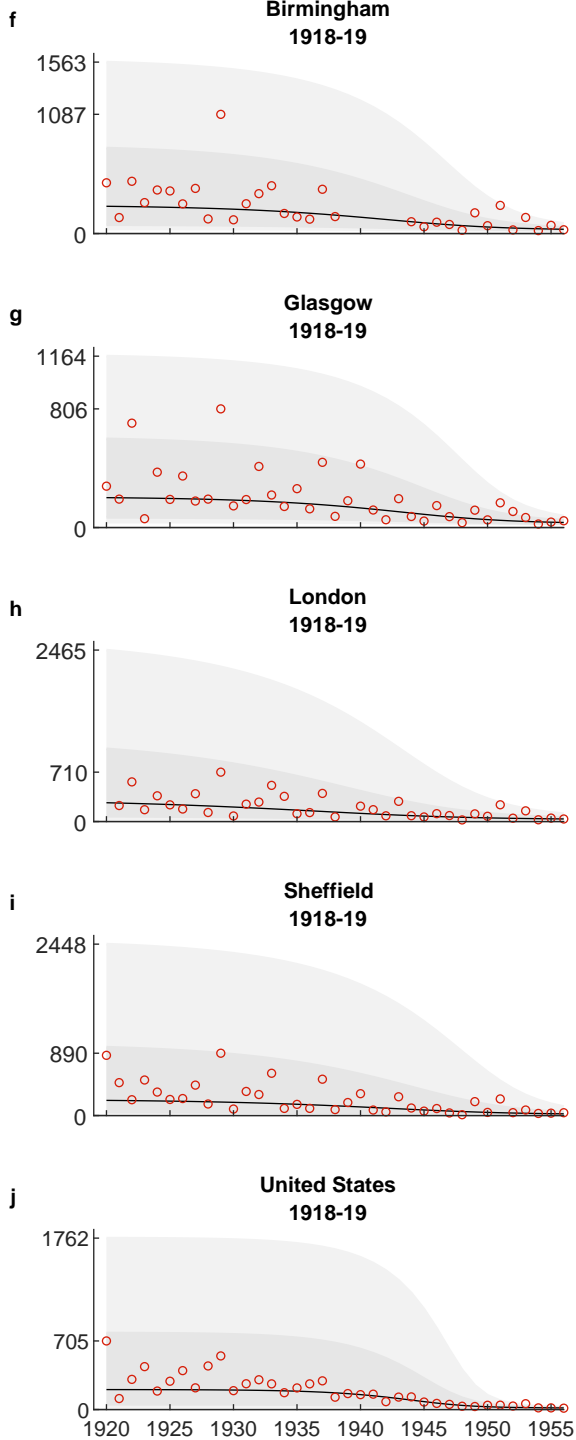 f
Birmingham
1918-19
1563
1087
0
g
Glasgow
1918-19
1164
806
0
h
London
1918-19
2465
710
0
i
Sheffield
1918-19
2448
890
0
j
United States
1918-19
1762
705
0
1920 1925 1930 1935 1940 1945 1950 1955